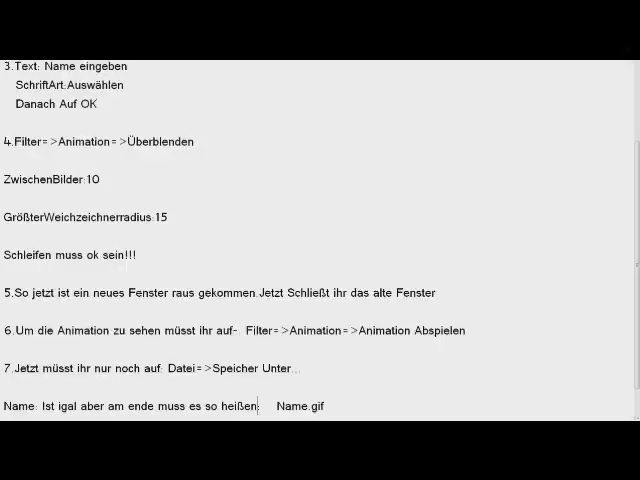 3.Text: Name eingeben
SchriftArt:Auswählen
Danach Auf OK
4.Filter=>Animation=>Überblenden
ZwischenBilder:10
GrößterWeichzeichnerradius:15
Schleifen muss ok sein!!!
5.So jetzt ist ein neues Fenster raus gekommen.Jetzt Schließt ihr das alte Fenster
6.Um die Animation zu sehen müsst ihr auf- Filter=>Animation=>Animation Abspielen
7.Jetzt müsst ihr nur noch auf: Datei=>Speicher Unter...
Name: Ist igal aber am ende muss es so heißen: Name.gif